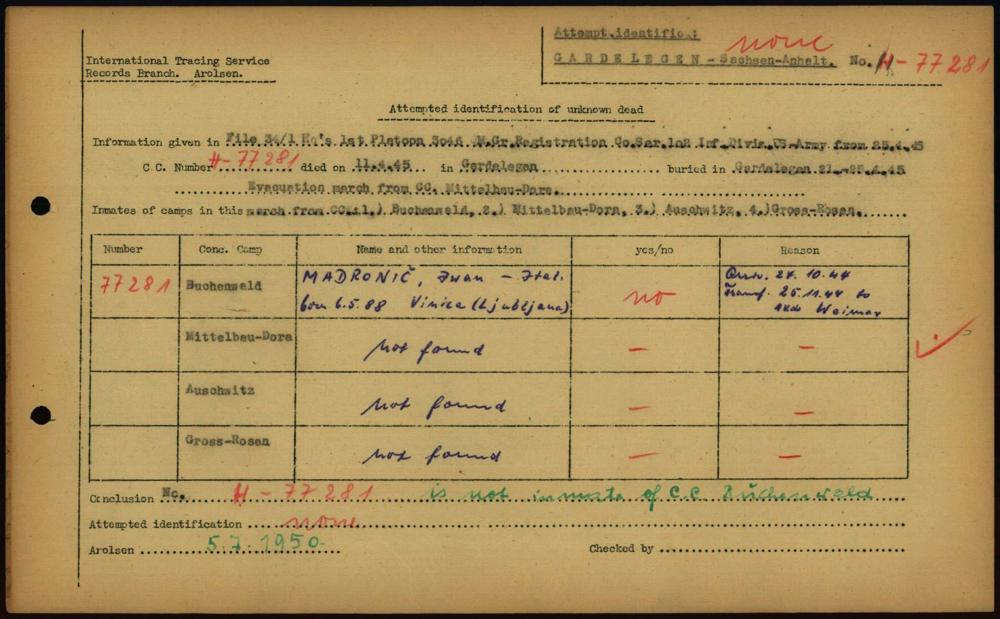 Attempt.identific.: none
GARDELEGEN - Sachsen-Anhalt. No. H - 77281
International Tracing Service
Records Branch. Arolsen.
Attempted identification of unknown dead
Information given in File 34/1 Hq's 1st Platoon 3046 .M.Gr.Registration Co.Ser.102 Inf.Divis.US-Army from 25.4.45
C.C. Number H-77281 died on 11.4.45 in Gardelegen buried in Gardelegen 21.-25.4.45
Evacuation march from CC. Mittelbau-Dora.
Inmates of camps in this march from CC: 1.) Buchenwald, 2.) Mittelbau-Dora, 3.) Auschwitz, 4.) Gross-Rosen.
Number Conc. Camp Name and other information yes/no Reason
77281 Buchenwald MADRONIČ, Ivan - Ital. born 6.5.88 Vinica (Ljubljana) no 24.10.44 Transf. 25.11.44 to Weimar
Mittelbau-Dora not found — —
Auschwitz not found — —
Gross-Rosen not found — —
Conclusion No. H - 77281 is not inmate of C.C. Buchenwald
Attempted identification none
Arolsen 5.7.1950 Checked by